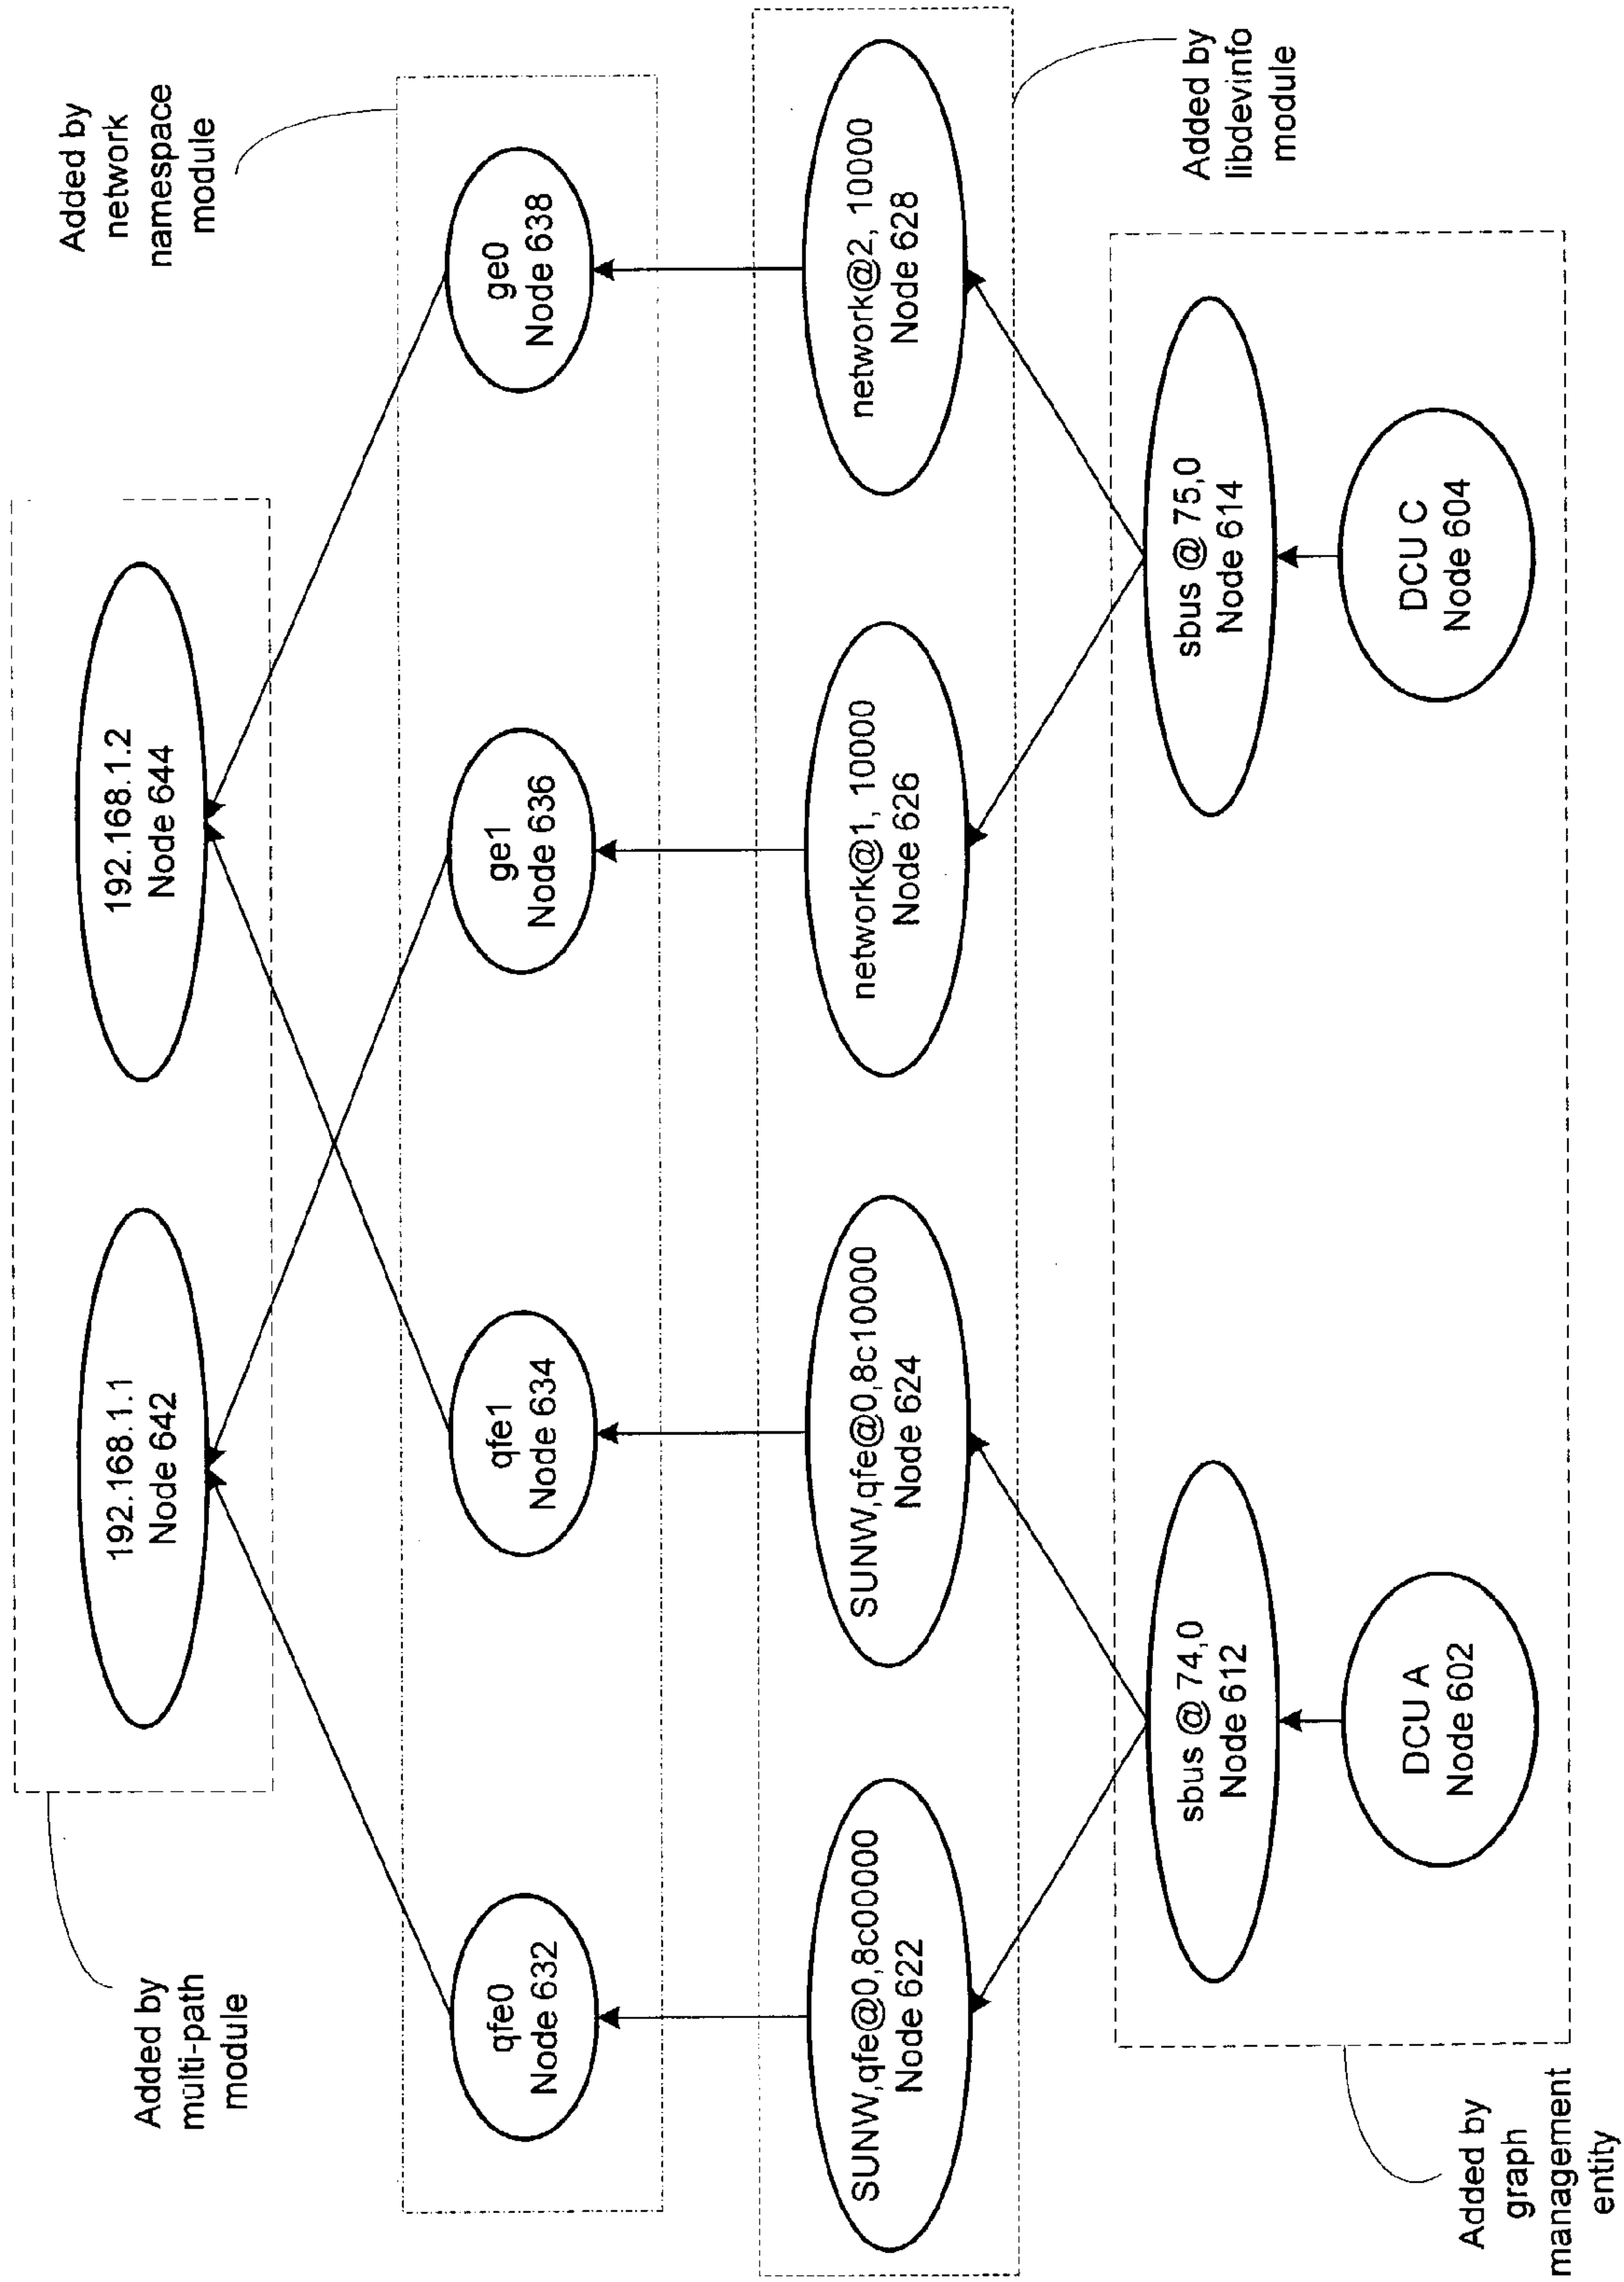 Added by
multi-path
module
192.168.1.1
Node 642
192.168.1.2
Node 644
Added by
network
namespace
module
qfe0
Node 632
qfe1
Node 634
ge1
Node 636
ge0
Node 638
SUNW,qfe@0,8c00000
Node 622
SUNW,qfe@0,8c10000
Node 624
network@1, 10000
Node 626
network@2, 10000
Node 628
Added by
libdevinfo
module
sbus @ 74,0
Node 612
sbus @ 75,0
Node 614
DCU A
Node 602
DCU C
Node 604
Added by
graph
management
entity